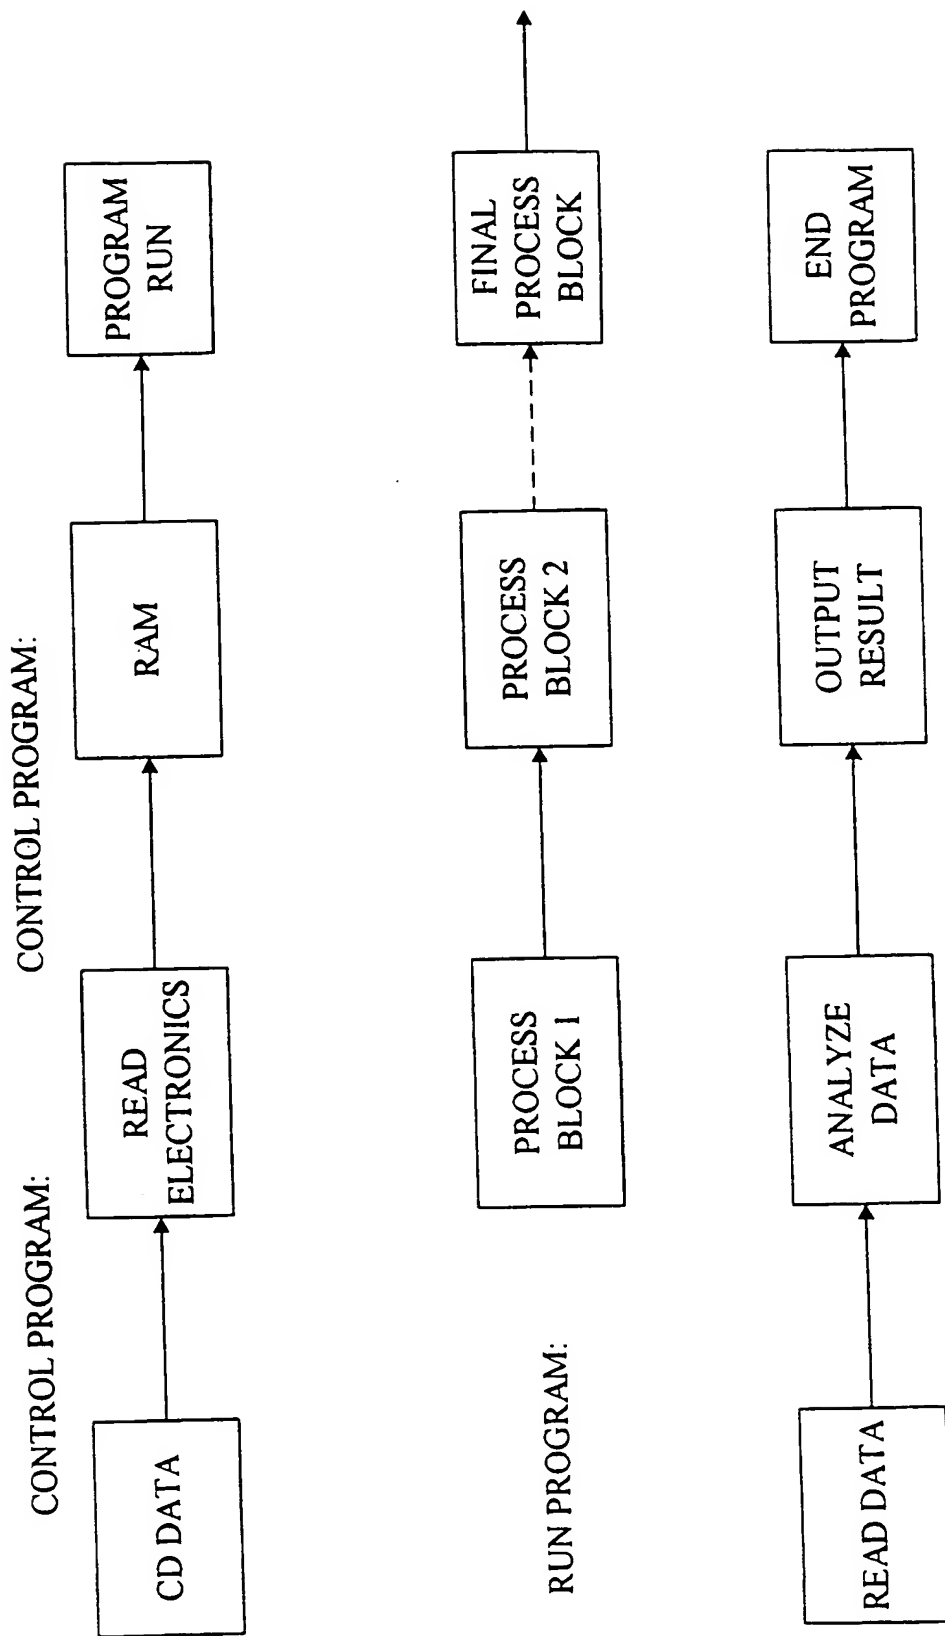 CONTROL PROGRAM:
CONTROL PROGRAM:
CD DATA
READ
ELECTRONICS
RAM
PROGRAM
RUN
RUN PROGRAM:
PROCESS
BLOCK 1
PROCESS
BLOCK 2
FINAL
PROCESS
BLOCK
READ DATA
ANALYZE
DATA
OUTPUT
RESULT
END
PROGRAM